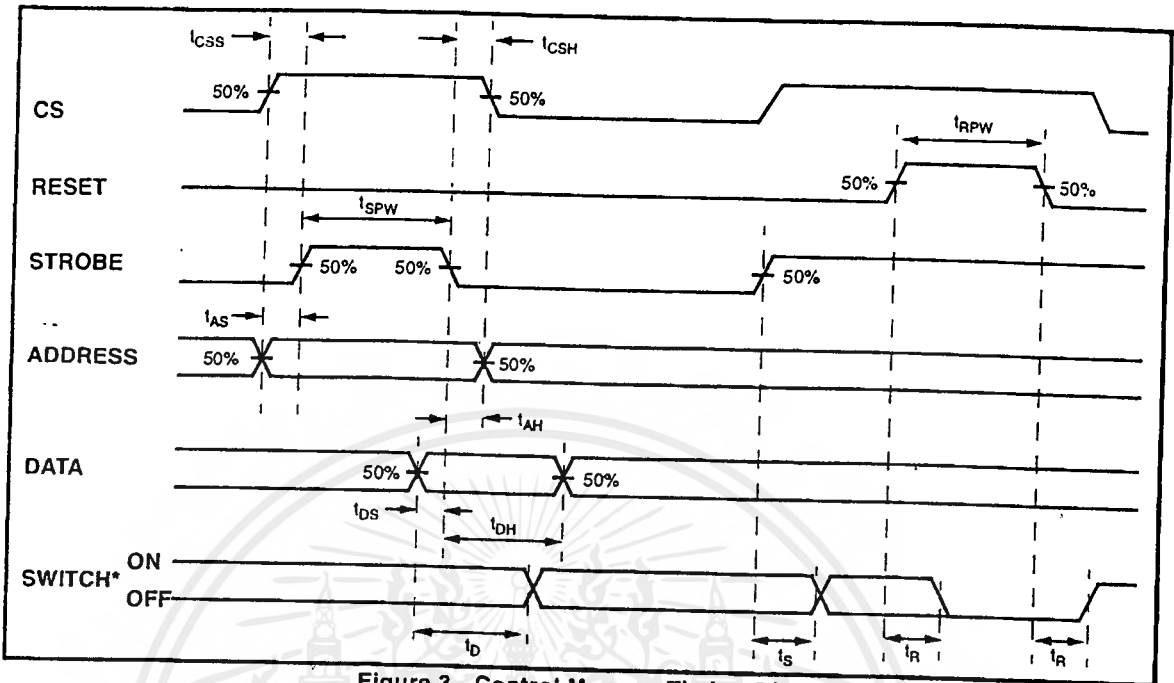 tCSS
tCSH
50%
50%
CS
tRPW
RESET
50%
50%
tSPW
STROBE
50%
50%
50%
tAS
ADDRESS
50%
50%
tAH
DATA
50%
50%
tDS
tDH
ON
SWITCH*
OFF
tD
tS
tR
tR